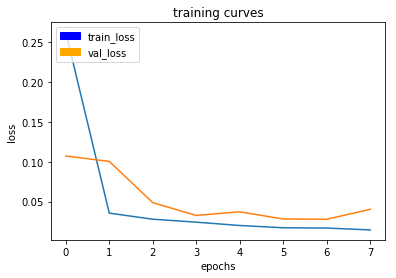 training curves
train_loss
val_loss
0.25
0.20
0.15
0.10
0.05
loss
0 1 2 3 4 5 6 7
epochs